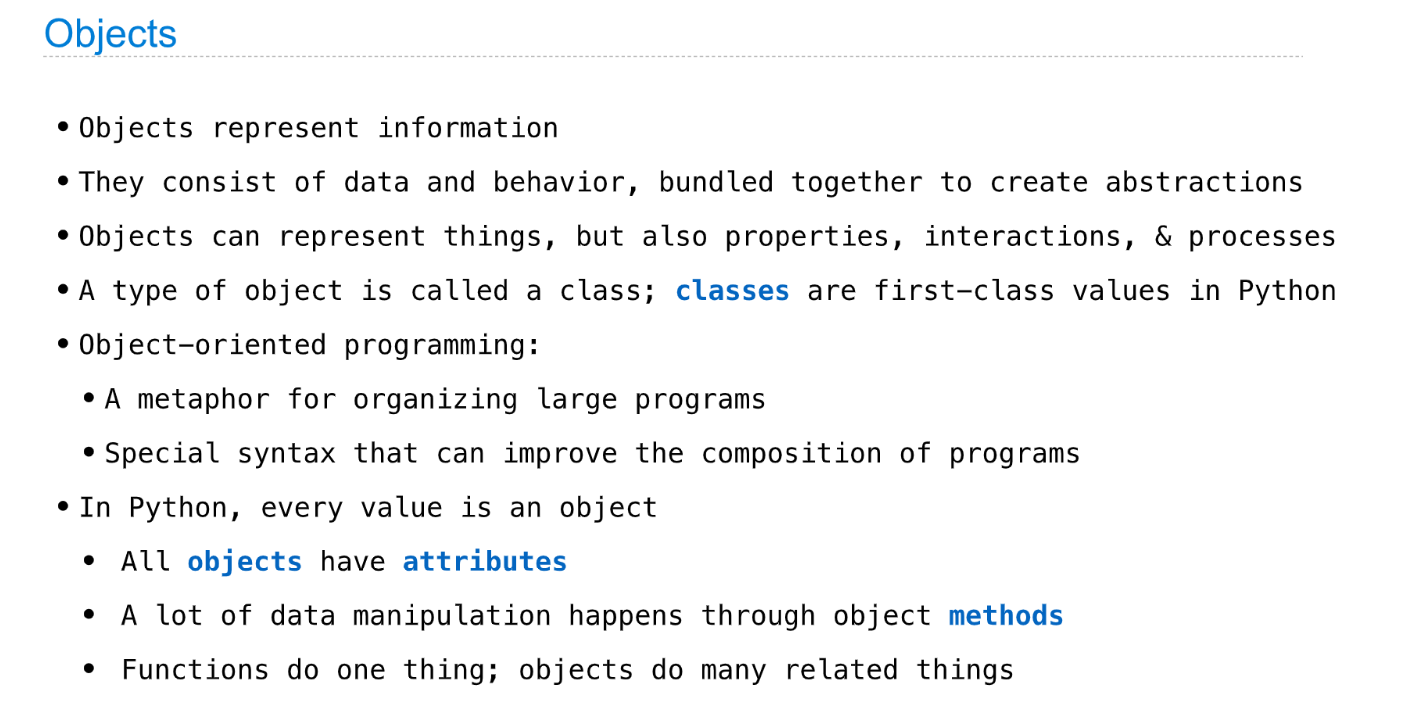 Objects
• Objects represent information
• They consist of data and behavior, bundled together to create abstractions
• Objects can represent things, but also properties, interactions, & processes
• A type of object is called a class; classes are first-class values in Python
• Object-oriented programming:
• A metaphor for organizing large programs
• Special syntax that can improve the composition of programs
• In Python, every value is an object
• All objects have attributes
• A lot of data manipulation happens through object methods
• Functions do one thing; objects do many related things